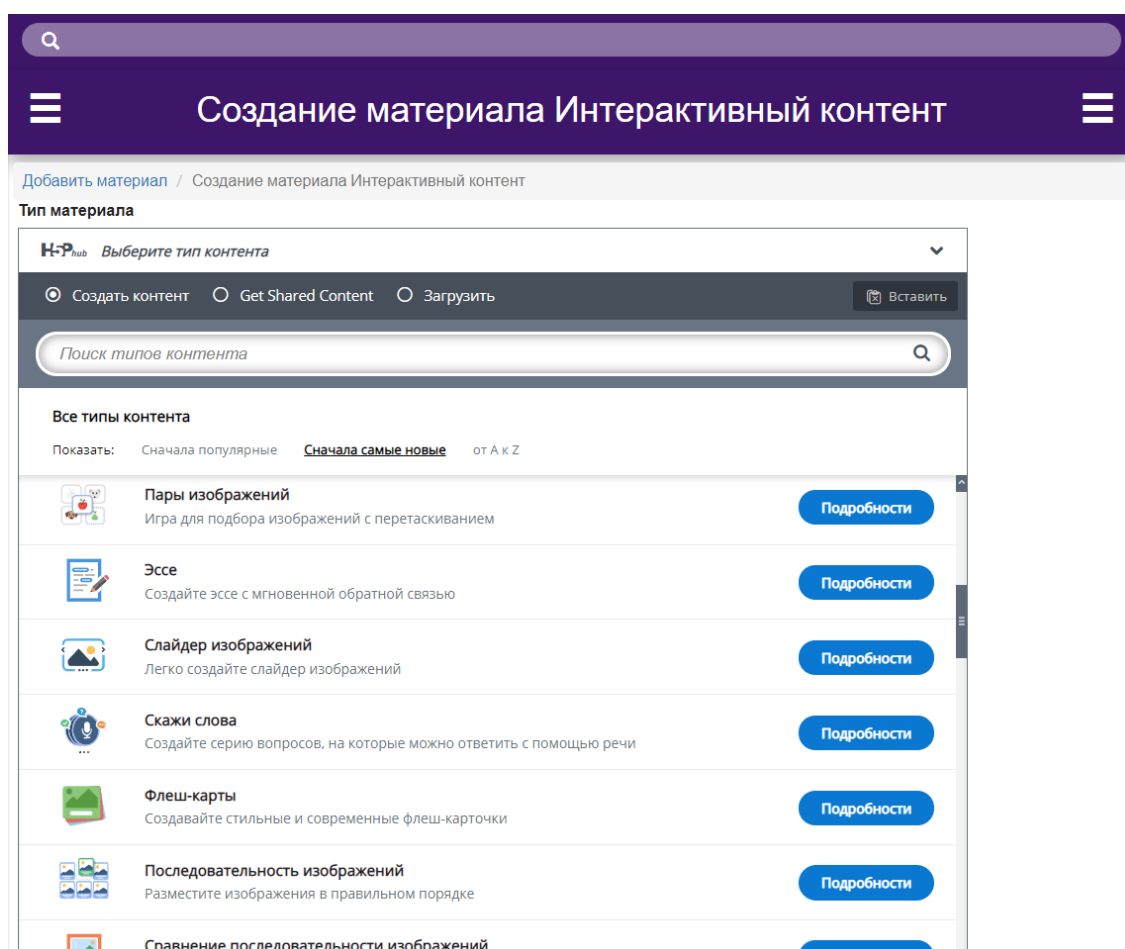 Создание материала Интерактивный контент
Добавить материал / Создание материала Интерактивный контент
Тип материала
H5Phub Выберите тип контента
Создать контент Get Shared Content Загрузить Вставить
Поиск типов контента
Все типы контента
Показать: Сначала популярные Сначала самые новые от A к Z
Пары изображений
Игра для подбора изображений с перетаскиванием
Подробности
Эссе
Создайте эссе с мгновенной обратной связью
Подробности
Слайдер изображений
Легко создайте слайдер изображений
Подробности
Скажи слова
Создайте серию вопросов, на которые можно ответить с помощью речи
Подробности
Флеш-карты
Создавайте стильные и современные флеш-карточки
Подробности
Последовательность изображений
Разместите изображения в правильном порядке
Подробности
Сравнение последовательности изображений